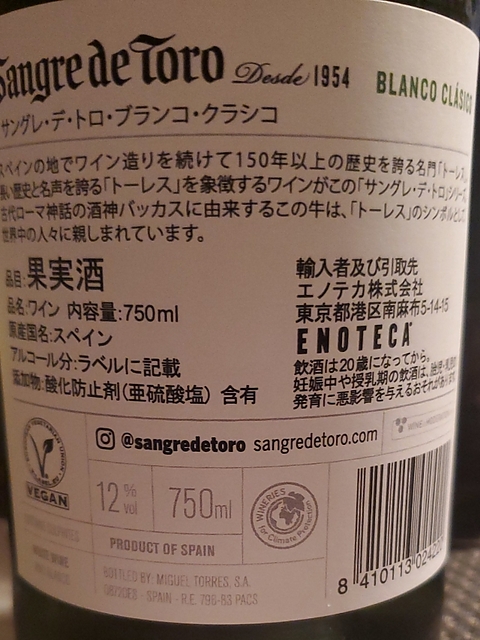 Sangre de Toro Desde 1954 BLANCO CLÁSICO
サングレ・デ・トロ・ブランコ・クラシコ
スペインの地でワイン造りを続けて150年以上の歴史を誇る名門「トーレス」。
長い歴史と名声を誇る「トーレス」を象徴するワインがこの「サングレ・デ・トロ」シリーズ。
古代ローマ神話の酒神バッカスに由来するこの牛は、「トーレス」のシンボルとして
世界中の人々に親しまれています。
品目:果実酒
品名:ワイン 内容量:750ml
原産国名:スペイン
アルコール分:ラベルに記載
添加物:酸化防止剤(亜硫酸塩) 含有
輸入者及び引取先
エノテカ株式会社
東京都港区南麻布5-14-15
ENOTECA
飲酒は20歳になってから。
妊娠中や授乳期の飲酒は、胎児・乳児の
発育に悪影響を与えるおそれがあり
@sangredetoro sangredetoro.com
VEGAN
12 % vol
750ml
WINERIES for Climate Protection
PRODUCT OF SPAIN
BOTTLED BY: MIGUEL TORRES, S.A.
SPAIN - R.E. 796-83 PACS
8 410113